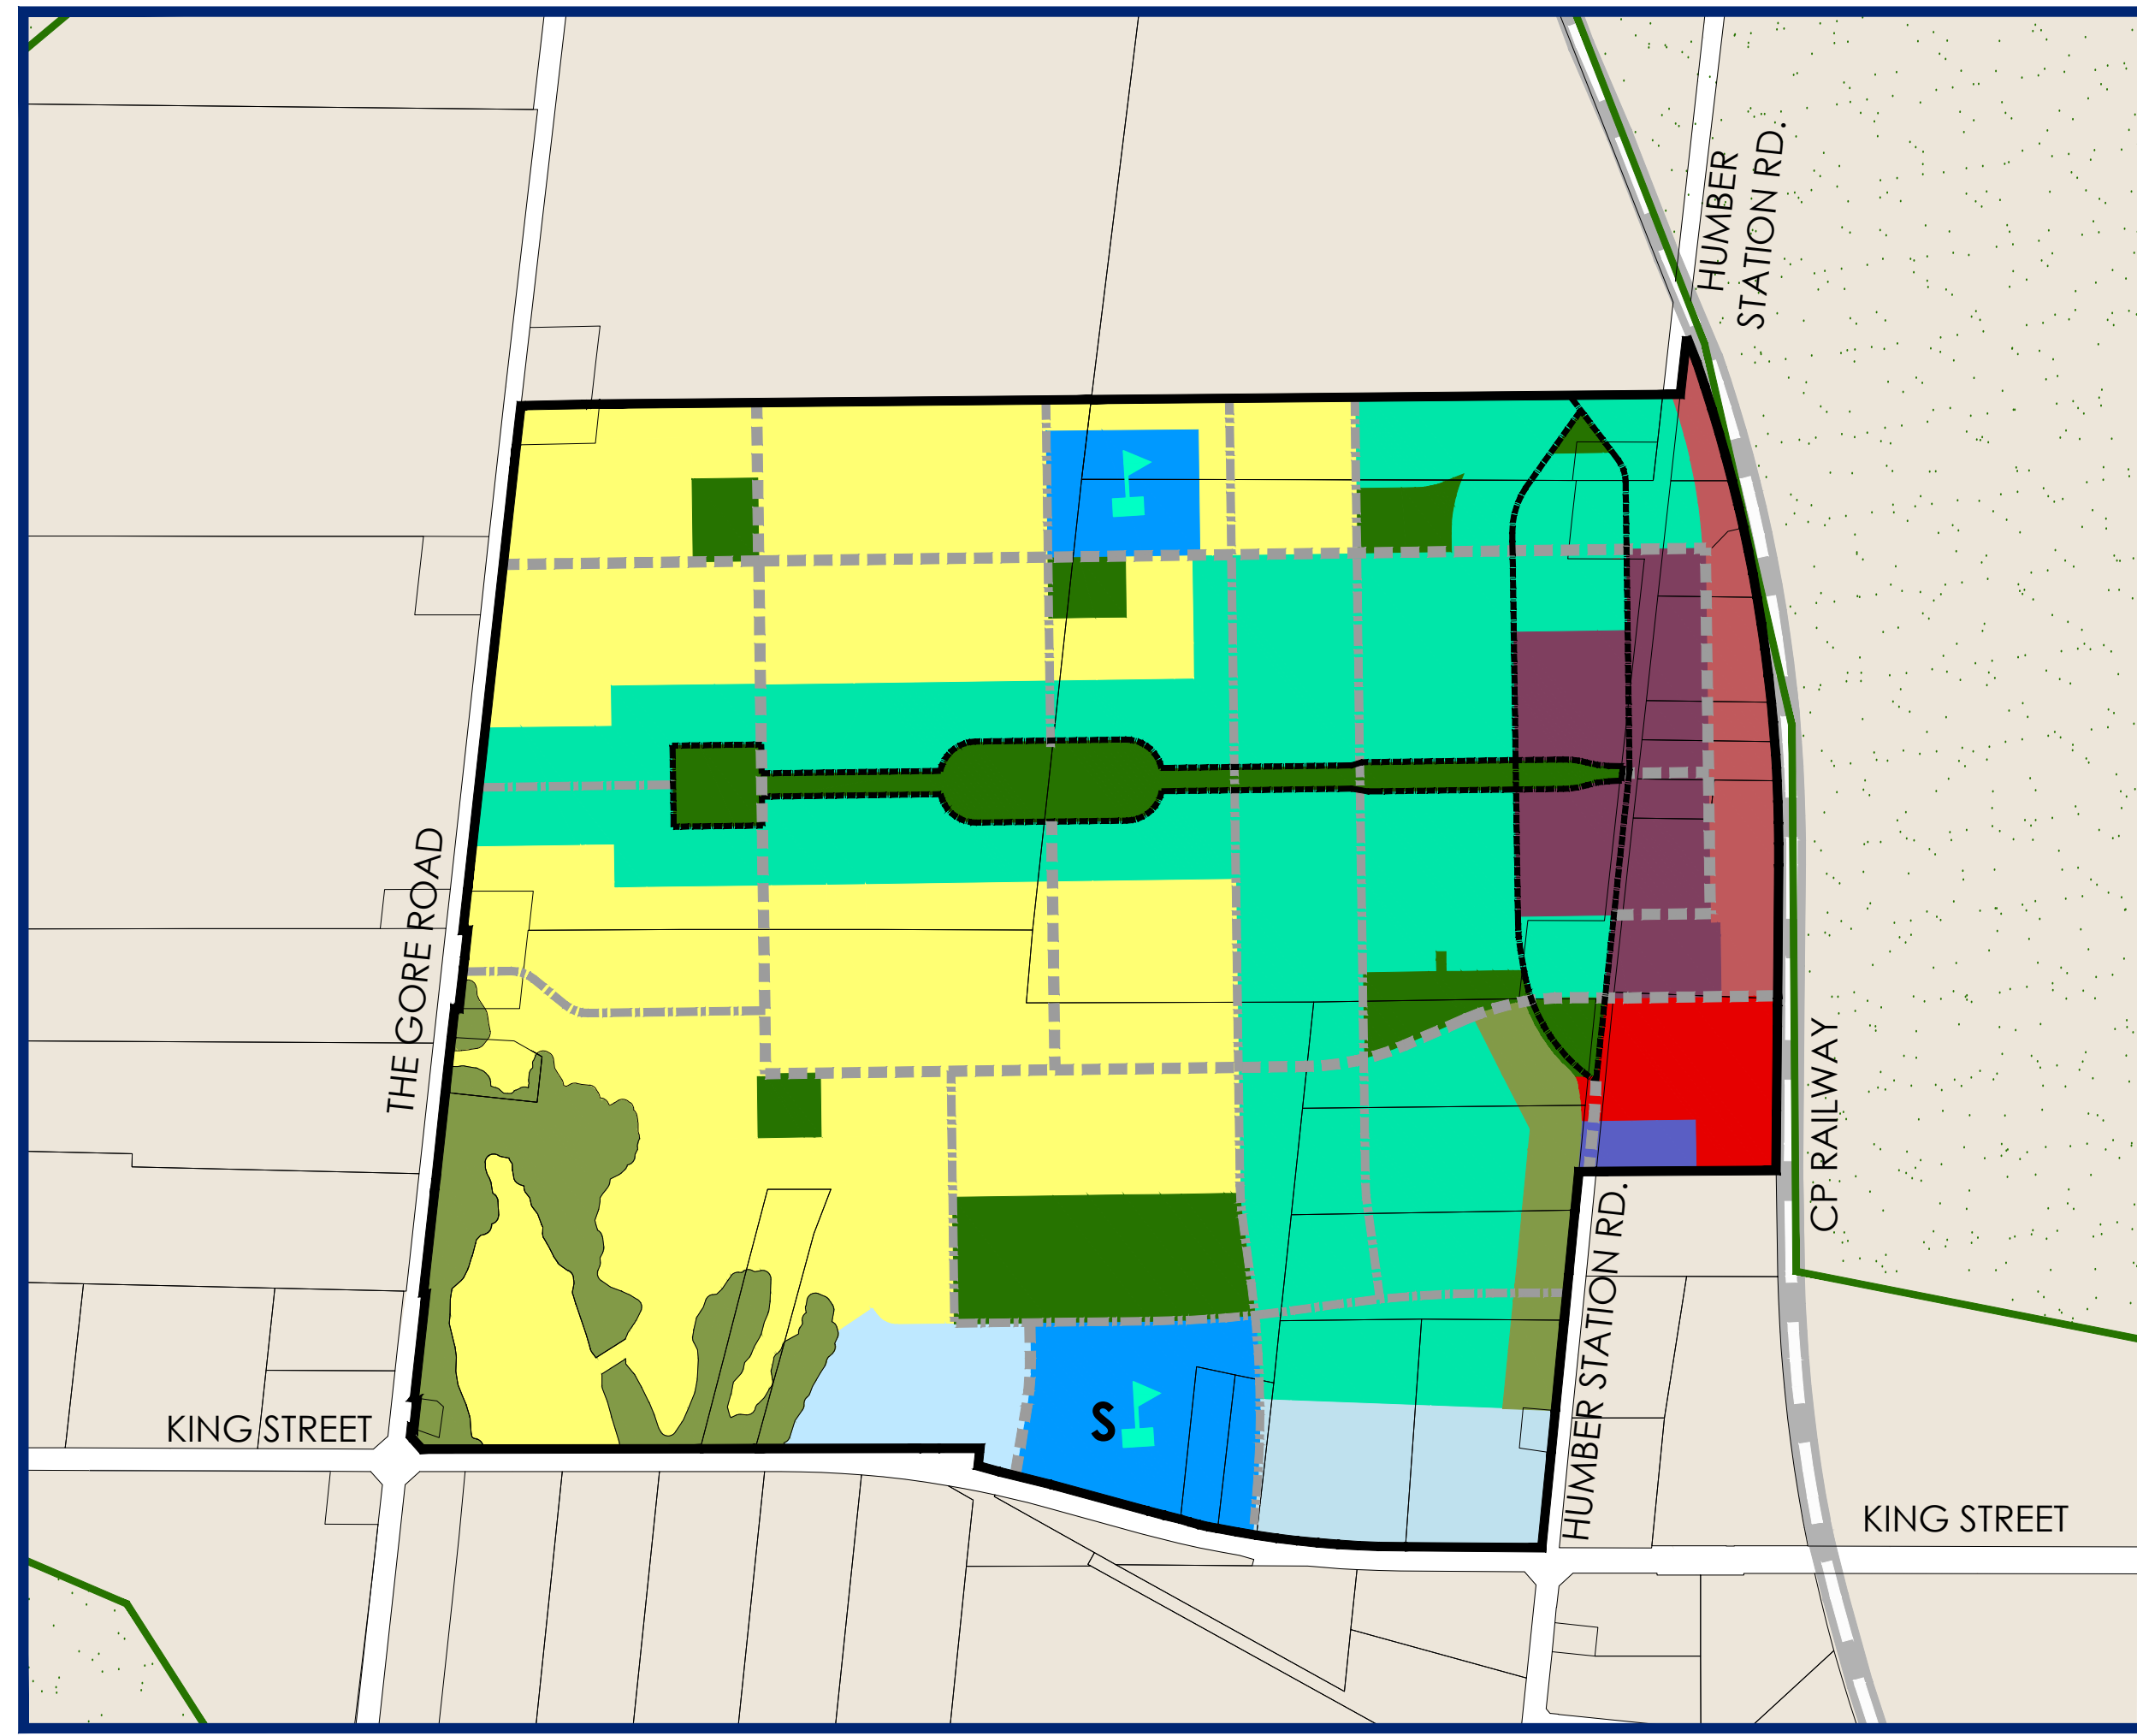 HUMBER
STATION RD.
THE GORE ROAD
CP RAILWAY
HUMBER STATION RD.
S
KING STREET
KING STREET